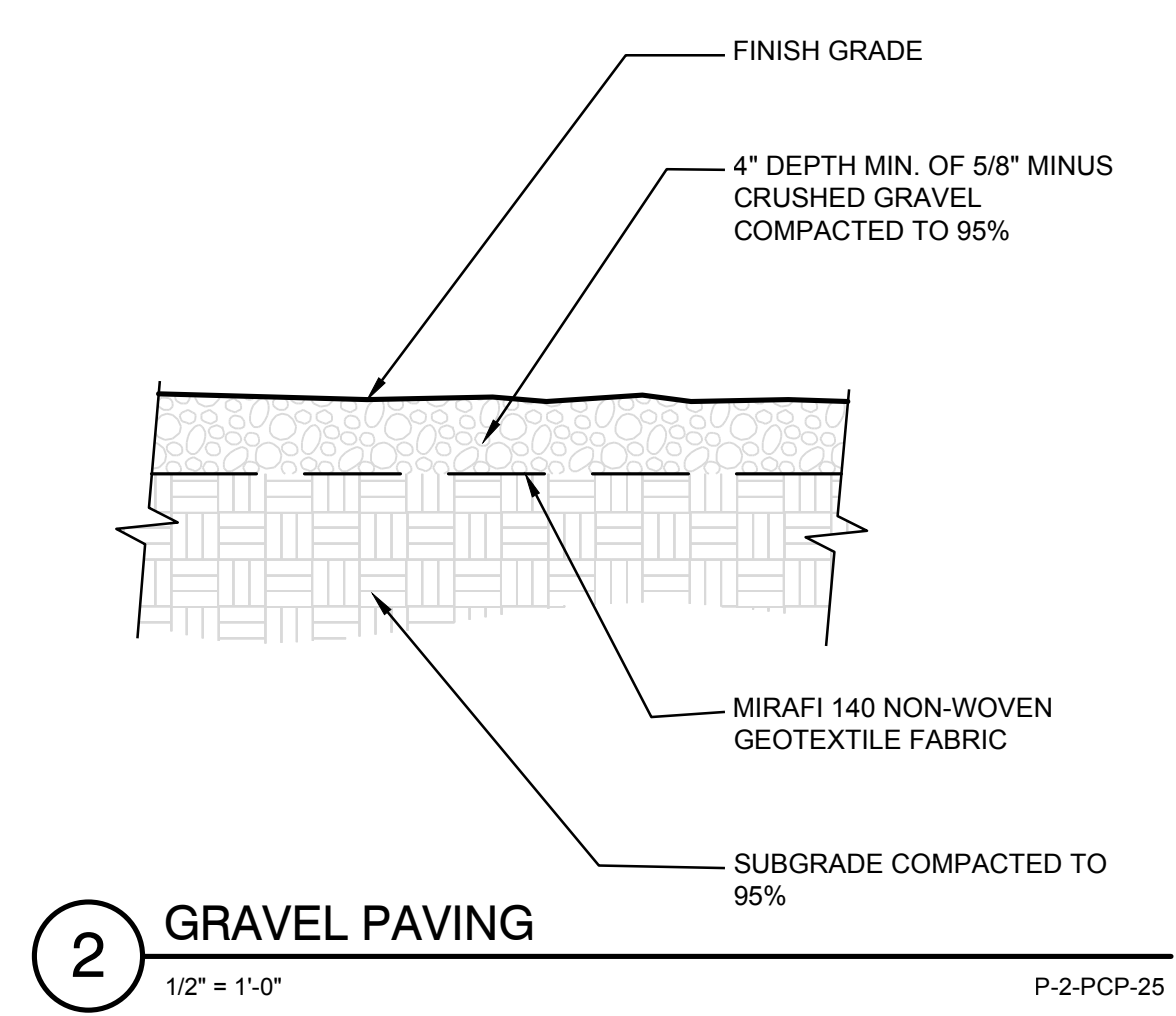 FINISH GRADE
4" DEPTH MIN. OF 5/8" MINUS
CRUSHED GRAVEL
COMPACTED TO 95%
MIRAFI 140 NON-WOVEN
GEOTEXTILE FABRIC
SUBGRADE COMPACTED TO
95%
2
GRAVEL PAVING
1/2" = 1'-0"
P-2-PCP-25